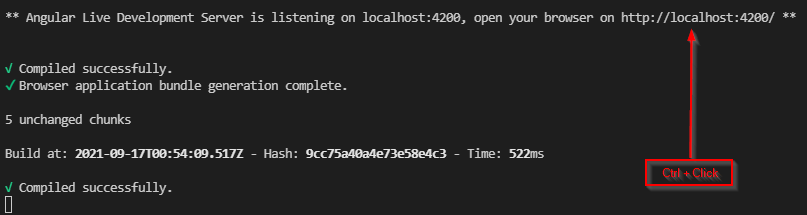 ** Angular Live Development Server is listening on localhost:4200, open your browser on http://localhost:4200/ **
√ Compiled successfully.
√ Browser application bundle generation complete.
5 unchanged chunks
Build at: 2021-09-17T00:54:09.517Z - Hash: 9cc75a40a4e73e58e4c3 - Time: 522ms
Ctrl + Click
√ Compiled successfully.